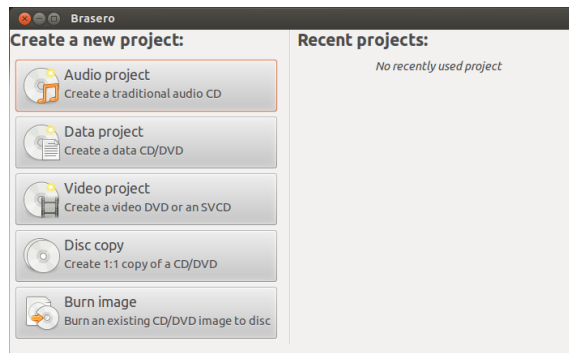 Brasero
Create a new project:
Audio project
Create a traditional audio CD
Data project
Create a data CD/DVD
Video project
Create a video DVD or an SVCD
Disc copy
Create 1:1 copy of a CD/DVD
Burn image
Burn an existing CD/DVD image to disc
Recent projects:
No recently used project